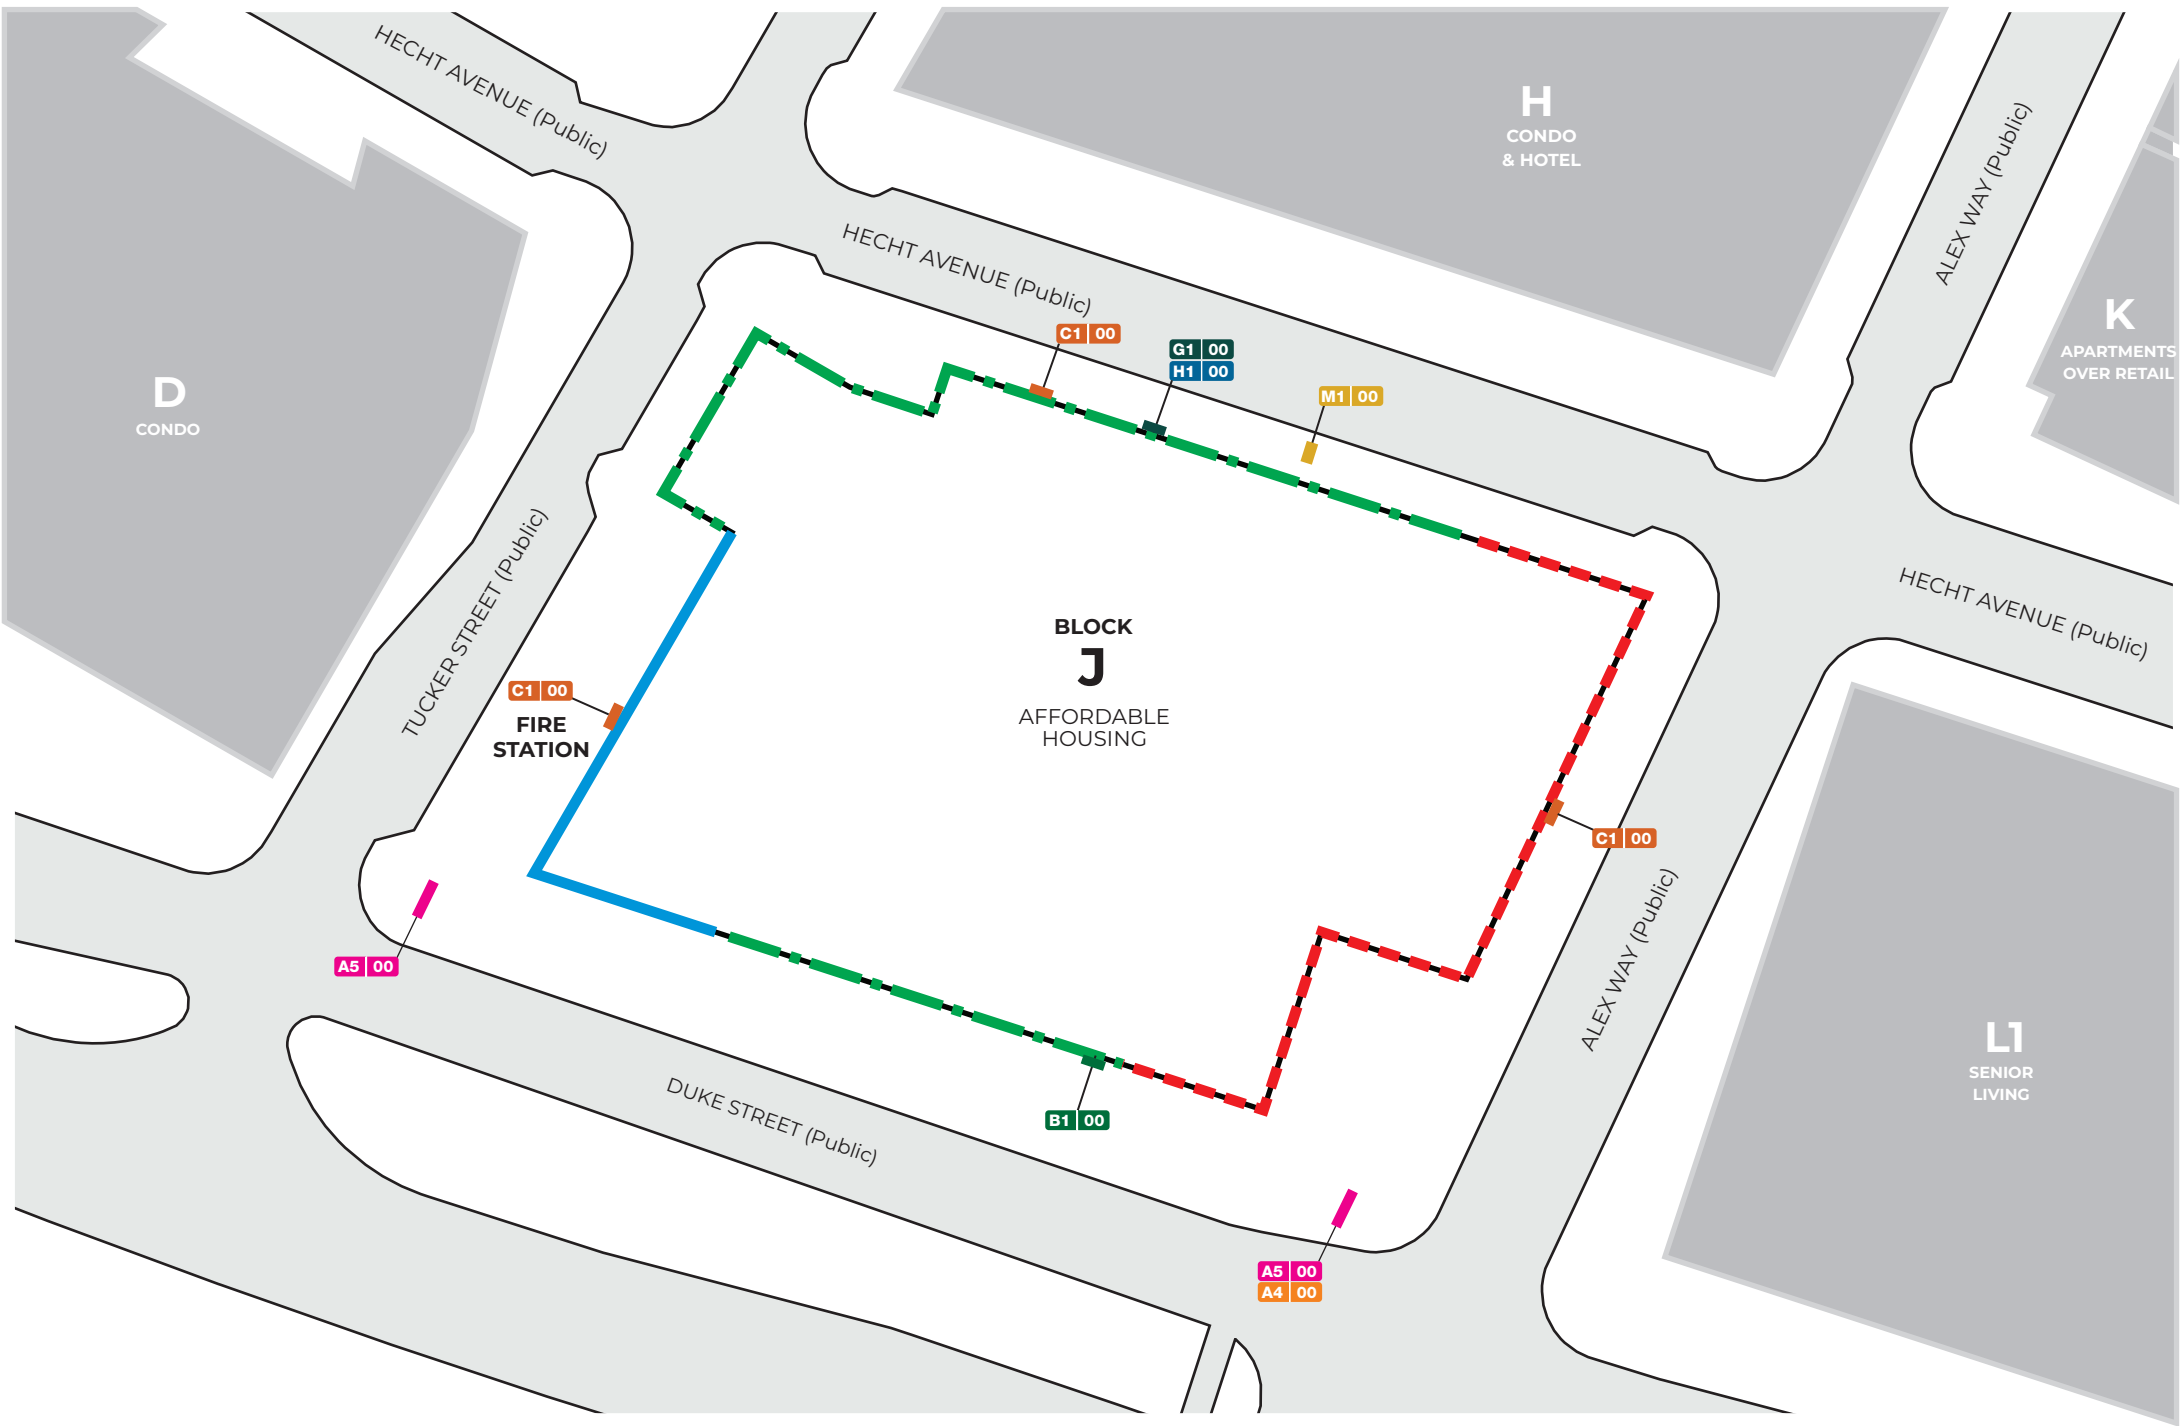 HECHT AVENUE (Public)
H
CONDO
& HOTEL
ALEX WAY (Public)
HECHT AVENUE (Public)
K
APARTMENTS
OVER RETAIL
C1 00
G1 00
H1 00
M1 00
D
CONDO
TUCKER STREET (Public)
HECHT AVENUE (Public)
BLOCK
J
AFFORDABLE
HOUSING
C1 00
FIRE
STATION
C1 00
ALEX WAY (Public)
A5 00
L1
SENIOR
LIVING
DUKE STREET (Public)
B1 00
A5 00
A4 00